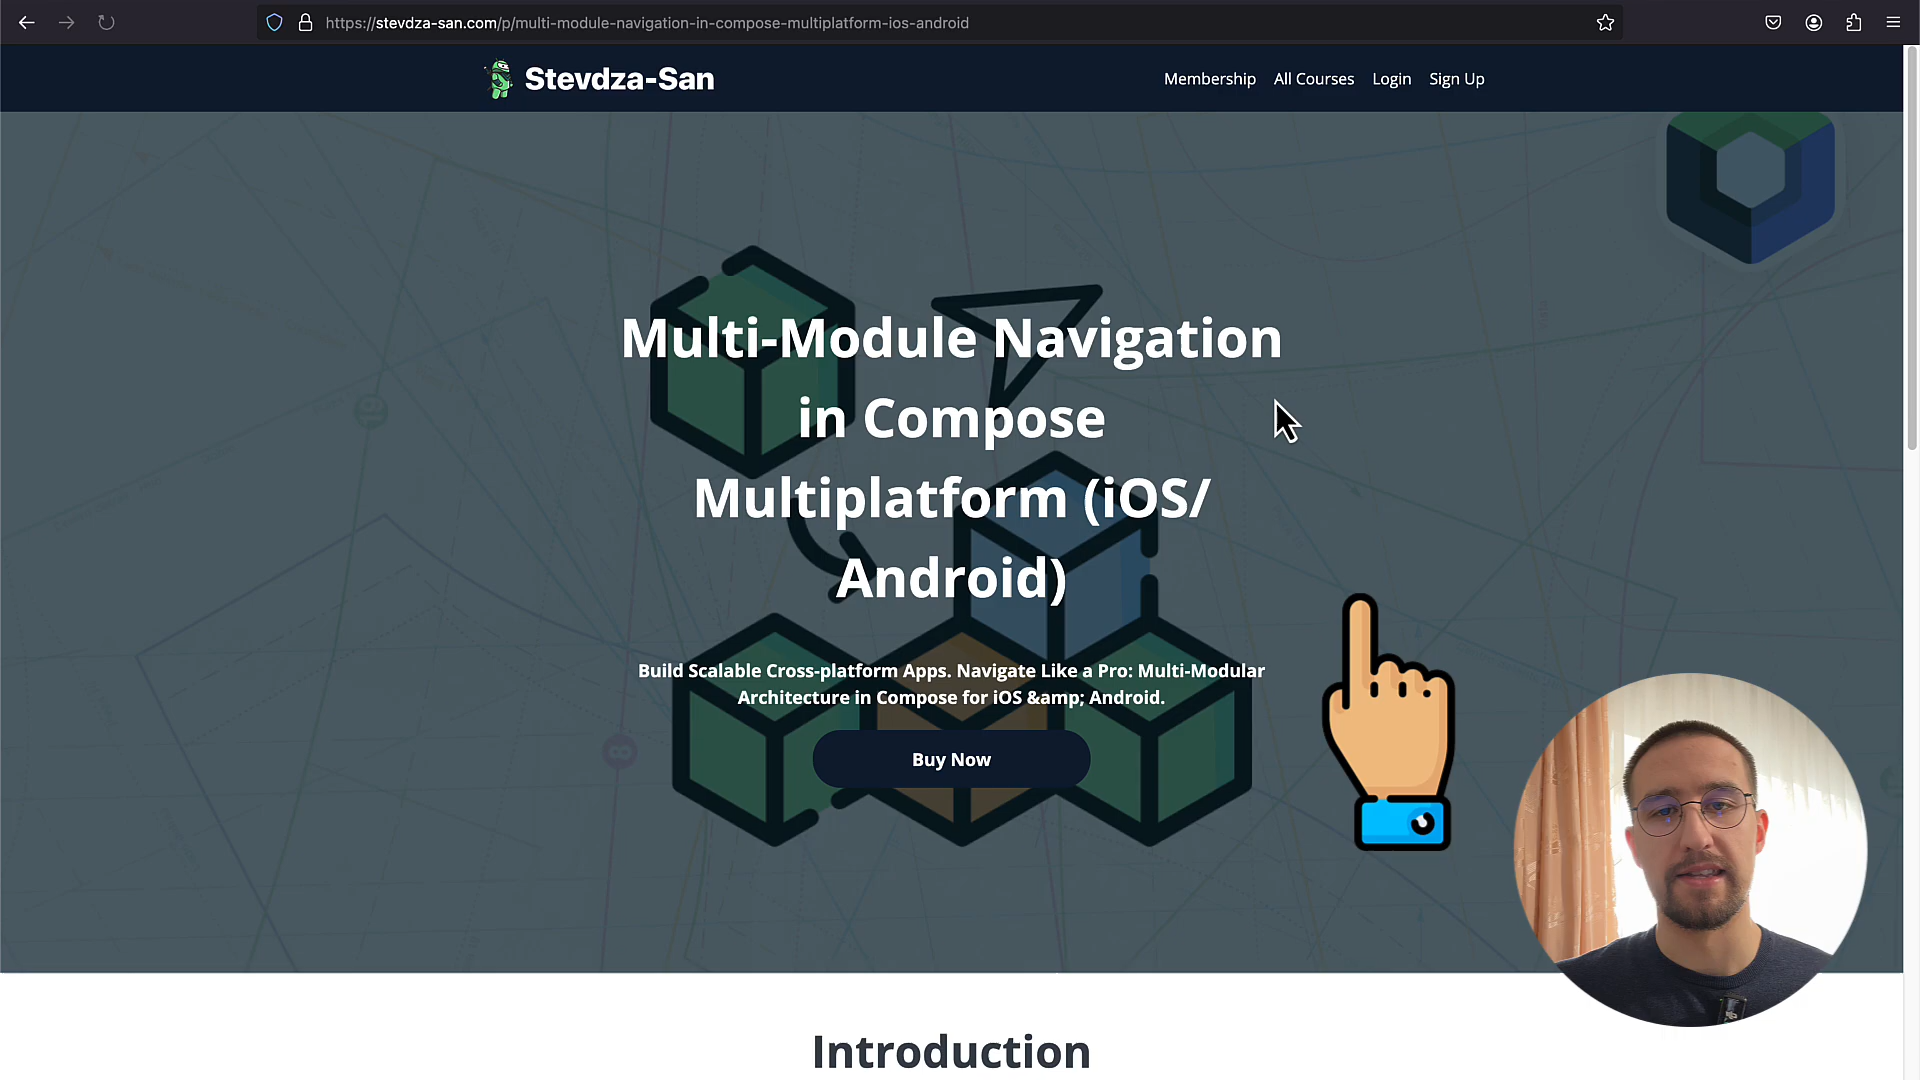 https://stevdza-san.com/p/multi-module-navigation-in-compose-multiplatform-ios-android
Stevdza-San
Membership
All Courses
Login
Sign Up
Multi-Module Navigation
in Compose
Multiplatform (iOS/
Android)
Build Scalable Cross-platform Apps. Navigate Like a Pro: Multi-Modular
Architecture in Compose for iOS &amp; Android.
Buy Now
Introduction